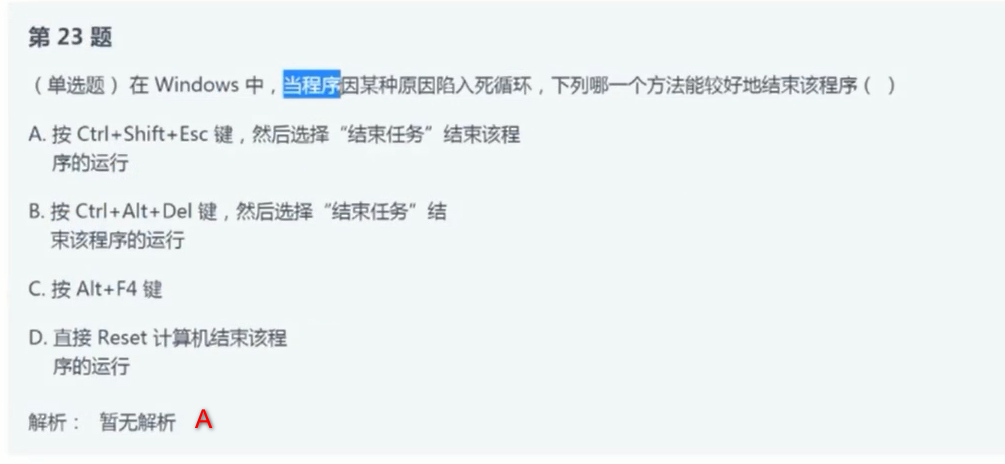 第 23 题
（单选题）在 Windows 中，当程序因某种原因陷入死循环，下列哪一个方法能较好地结束该程序（ ）
A. 按 Ctrl+Shift+Esc 键，然后选择“结束任务”结束该程
序的运行
B. 按 Ctrl+Alt+Del 键，然后选择“结束任务”结
束该程序的运行
C. 按 Alt+F4 键
D. 直接 Reset 计算机结束该程
序的运行
解析： 暂无解析 A